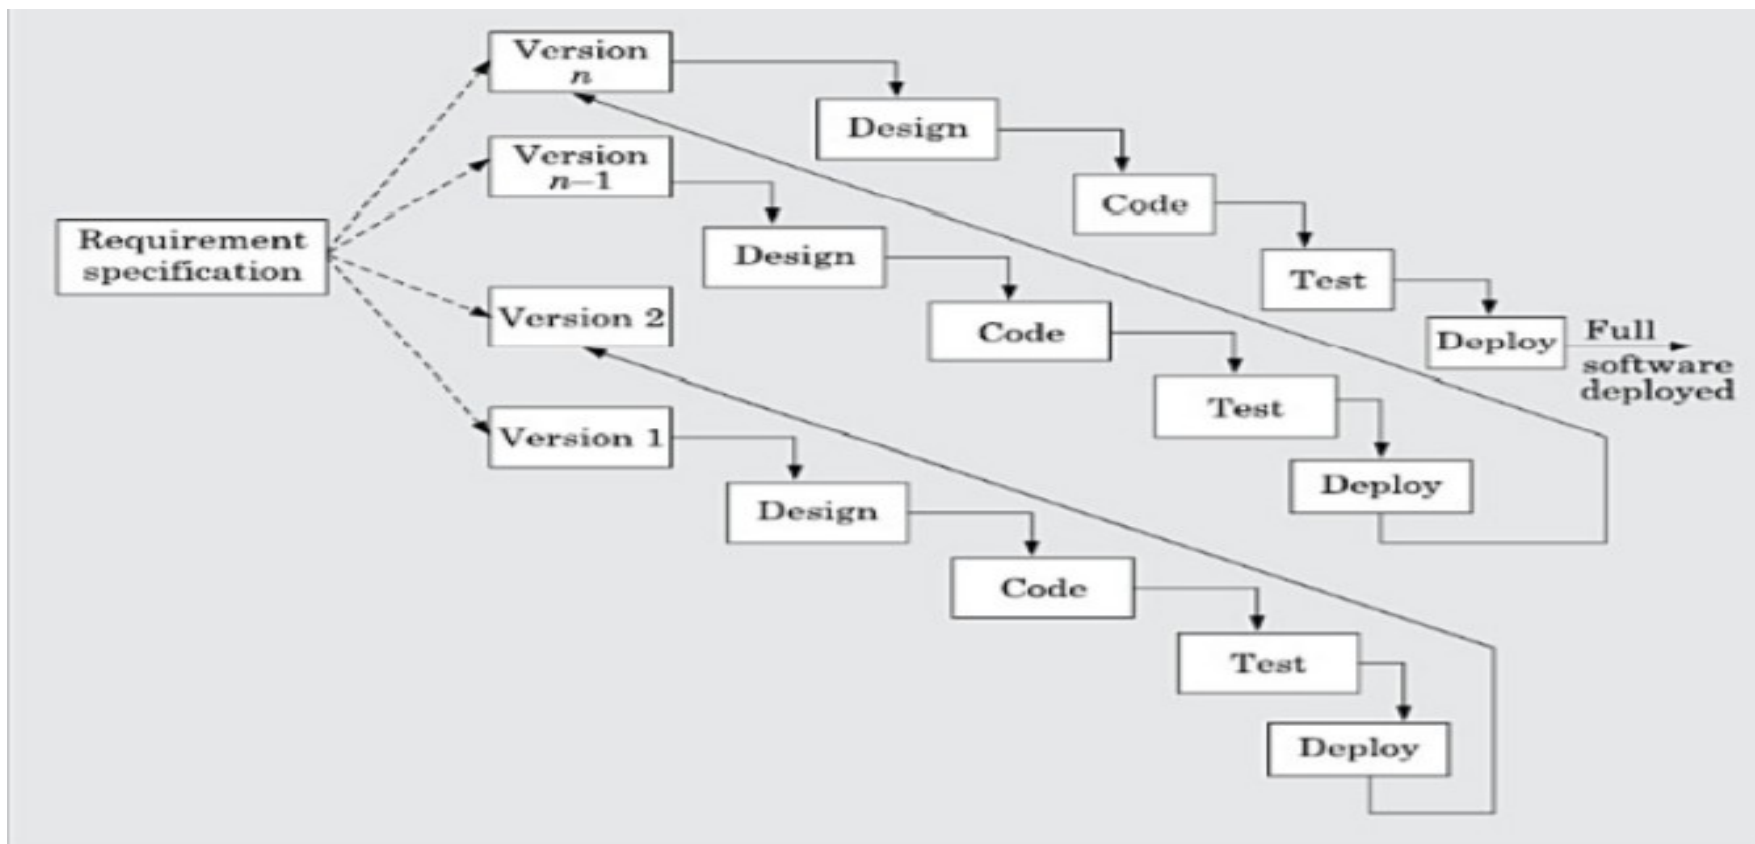 Version
n
Design
Version
n–1
Code
Requirement
specification
Design
Test
Version 2
Code
Deploy
Full
software
deployed
Test
Version 1
Deploy
Design
Code
Test
Deploy